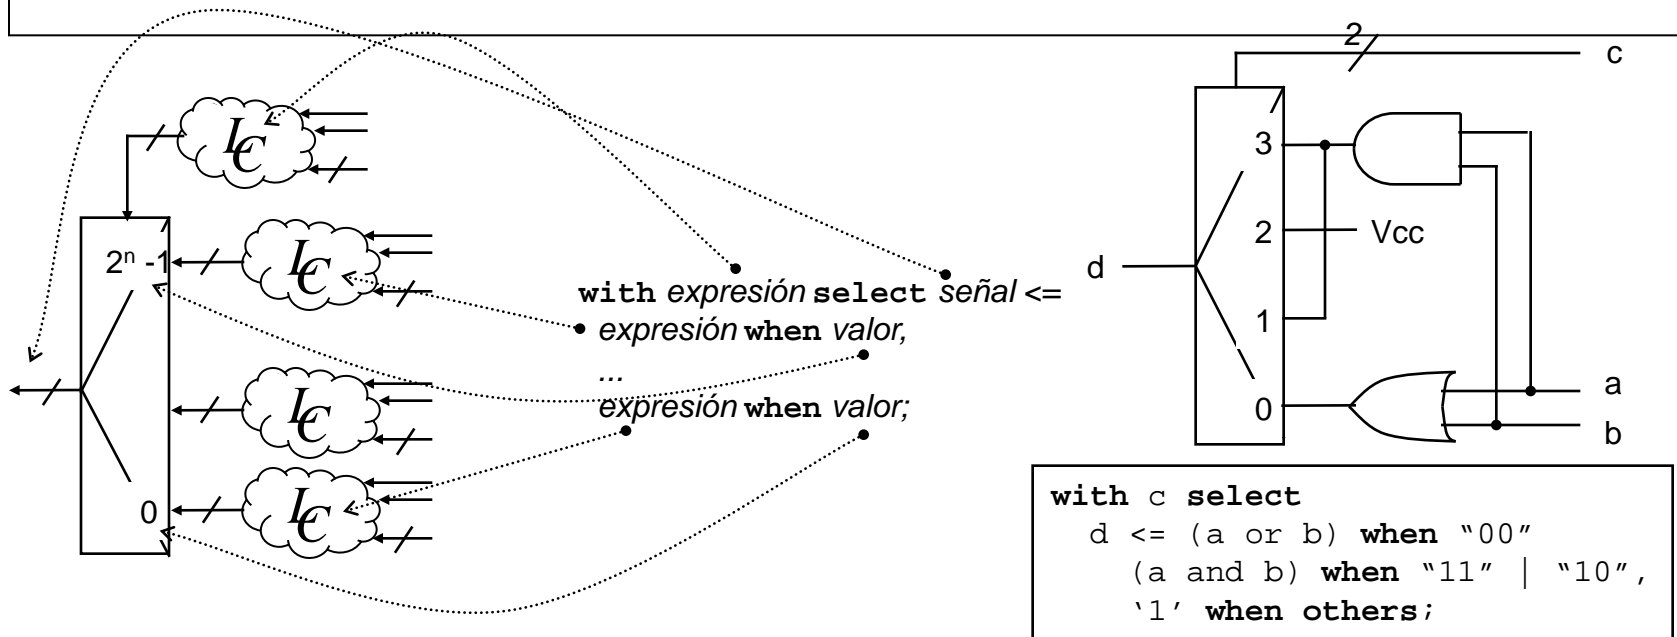 2
c
LC
3
LC
2ⁿ -1
2
Vcc
d
with expresión select señal <=
expresión when valor,
1
...
LC
expresión when valor;
a
0
b
LC
0
with c select
d <= (a or b) when “00”
(a and b) when “11” | “10”,
‘1’ when others;